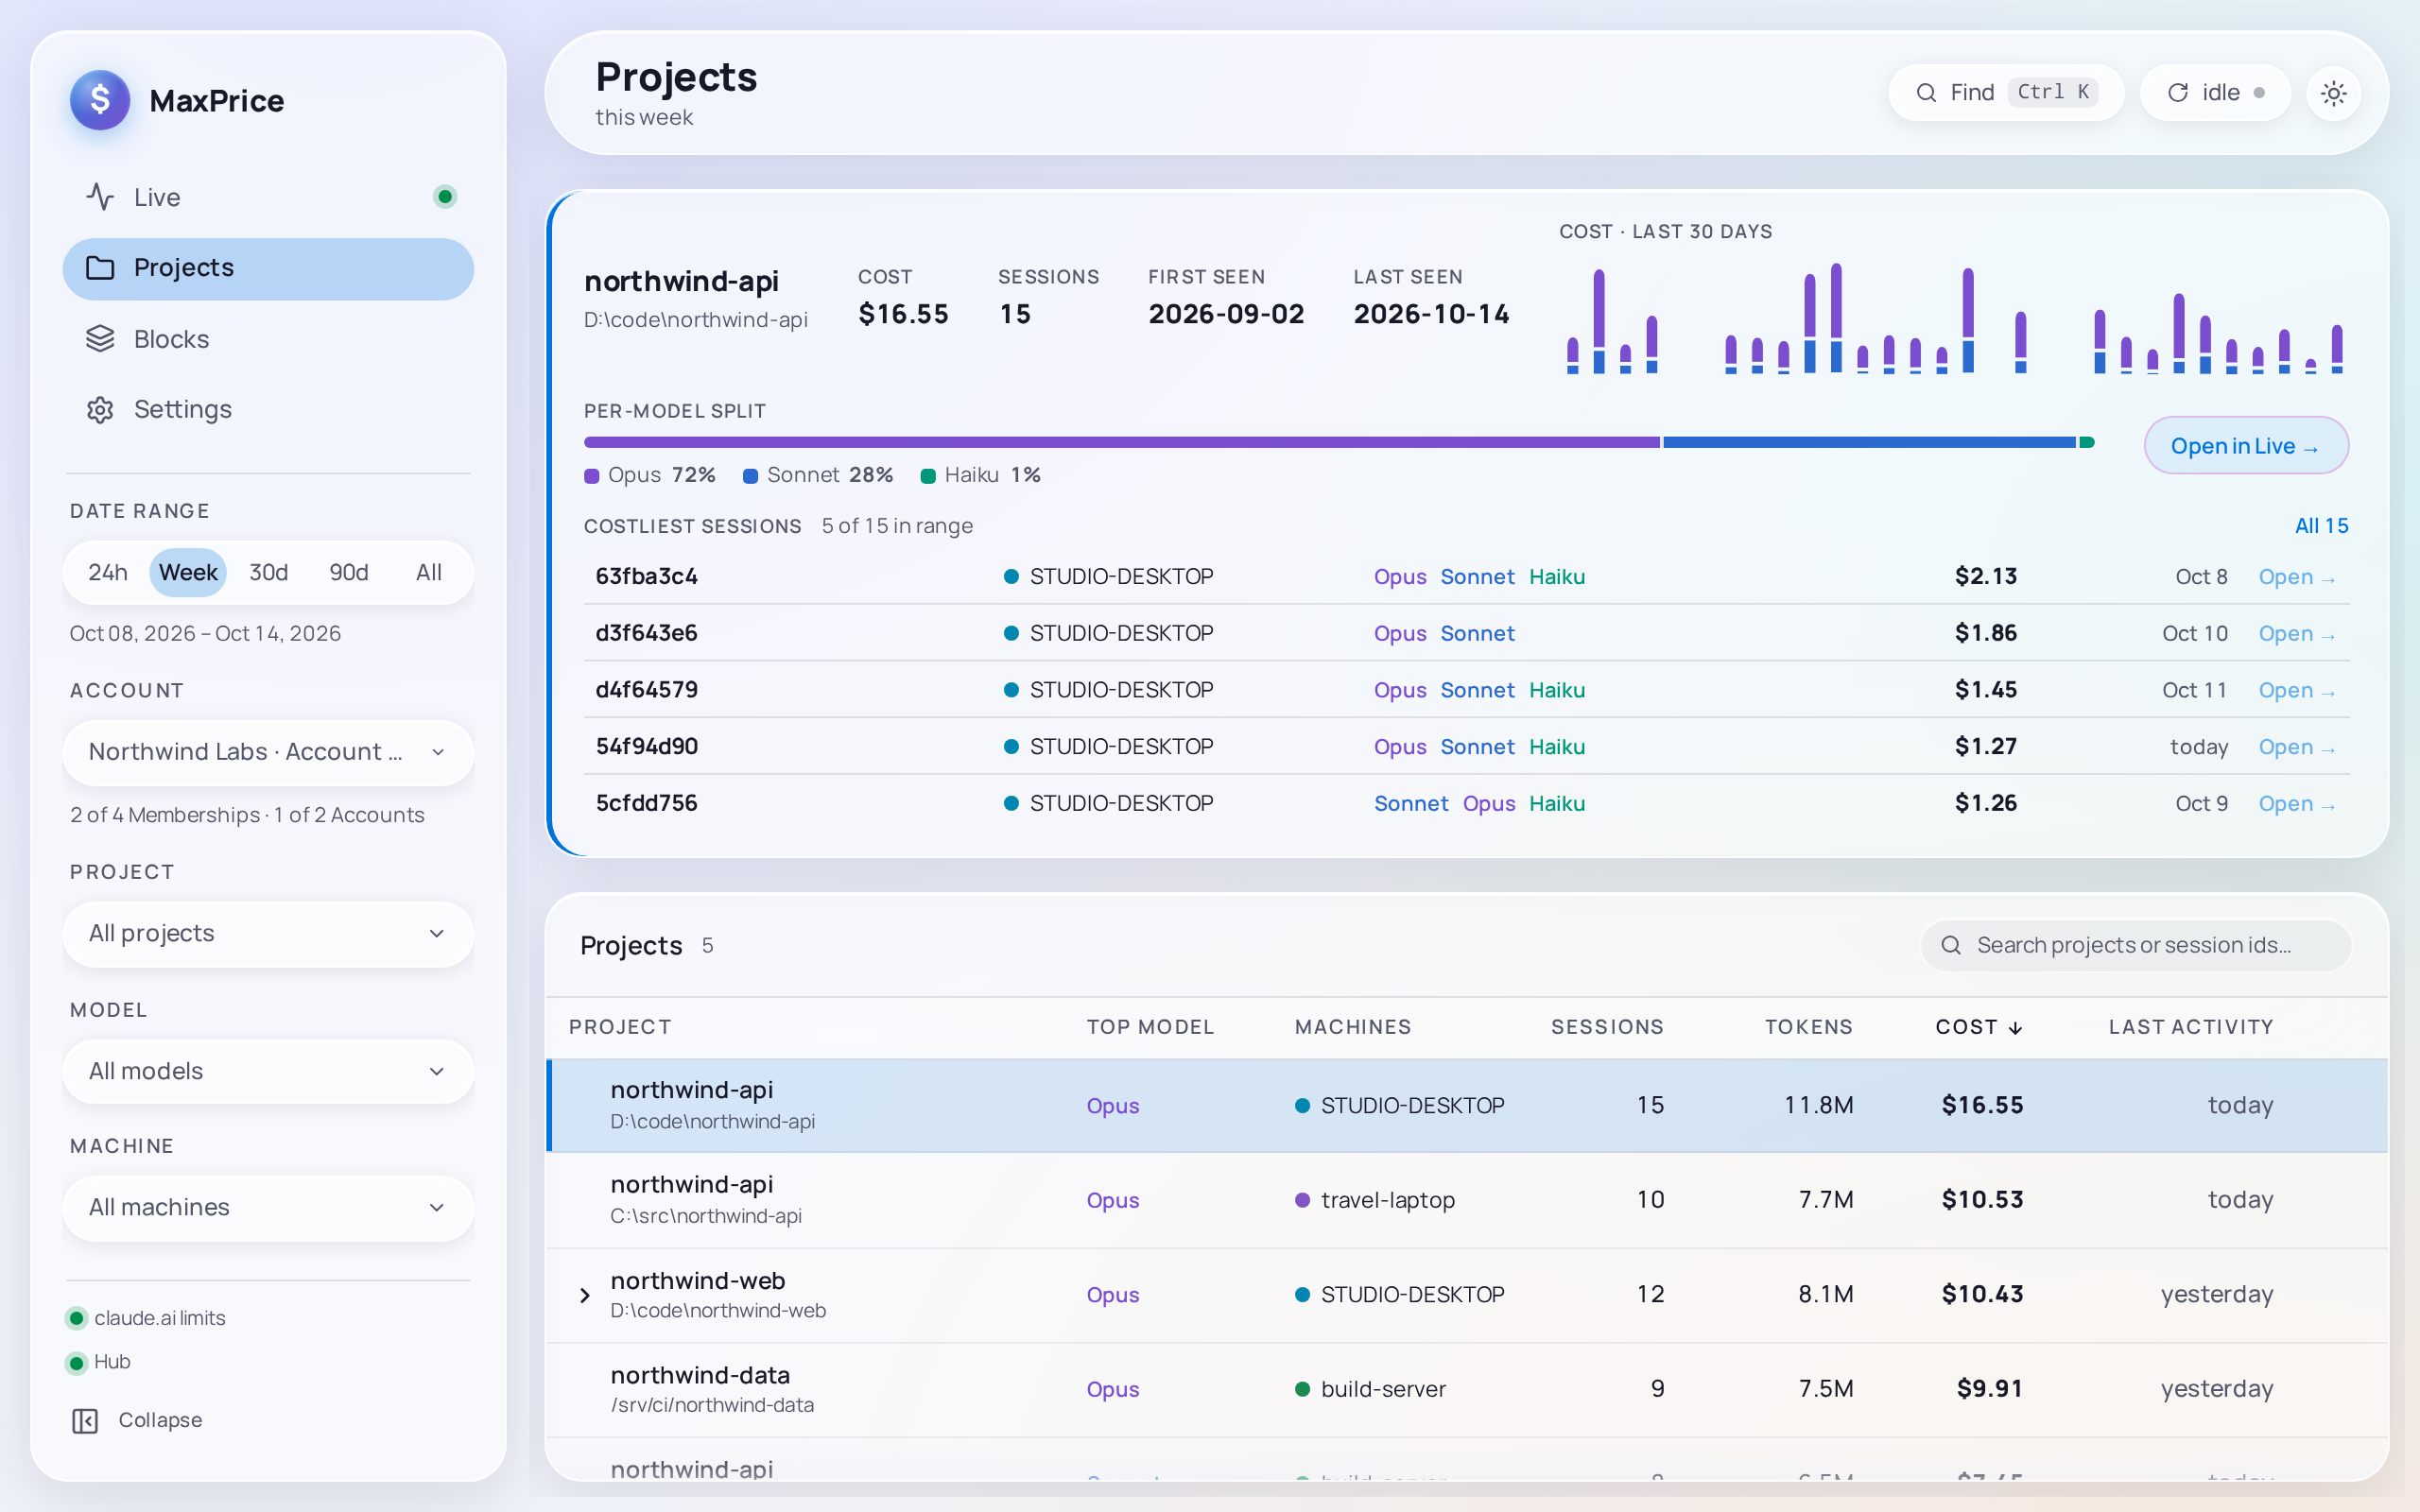 $ MaxPrice
Live
Projects
Blocks
Settings
DATE RANGE
24h Week 30d 90d All
Oct 08, 2026 – Oct 14, 2026
ACCOUNT
Northwind Labs · Account ...
2 of 4 Memberships · 1 of 2 Accounts
PROJECT
All projects
MODEL
All models
MACHINE
All machines
claude.ai limits
Hub
Collapse
Projects
this week
Find Ctrl K
idle
COST · LAST 30 DAYS
northwind-api
D:\code\northwind-api
COST
$16.55
SESSIONS
15
FIRST SEEN
2026-09-02
LAST SEEN
2026-10-14
PER-MODEL SPLIT
Opus 72% Sonnet 28% Haiku 1%
Open in Live →
COSTLIEST SESSIONS 5 of 15 in range All 15
63fba3c4 STUDIO-DESKTOP Opus Sonnet Haiku $2.13 Oct 8 Open →
d3f643e6 STUDIO-DESKTOP Opus Sonnet $1.86 Oct 10 Open →
d4f64579 STUDIO-DESKTOP Opus Sonnet Haiku $1.45 Oct 11 Open →
54f94d90 STUDIO-DESKTOP Opus Sonnet Haiku $1.27 today Open →
5cfdd756 STUDIO-DESKTOP Sonnet Opus Haiku $1.26 Oct 9 Open →
Projects 5
Search projects or session ids...
PROJECT TOP MODEL MACHINES SESSIONS TOKENS COST ↓ LAST ACTIVITY
northwind-api Opus STUDIO-DESKTOP 15 11.8M $16.55 today
D:\code\northwind-api
northwind-api Opus travel-laptop 10 7.7M $10.53 today
C:\src\northwind-api
northwind-web Opus STUDIO-DESKTOP 12 8.1M $10.43 yesterday
D:\code\northwind-web
northwind-data Opus build-server 9 7.5M $9.91 yesterday
/srv/ci/northwind-data
northwind-api